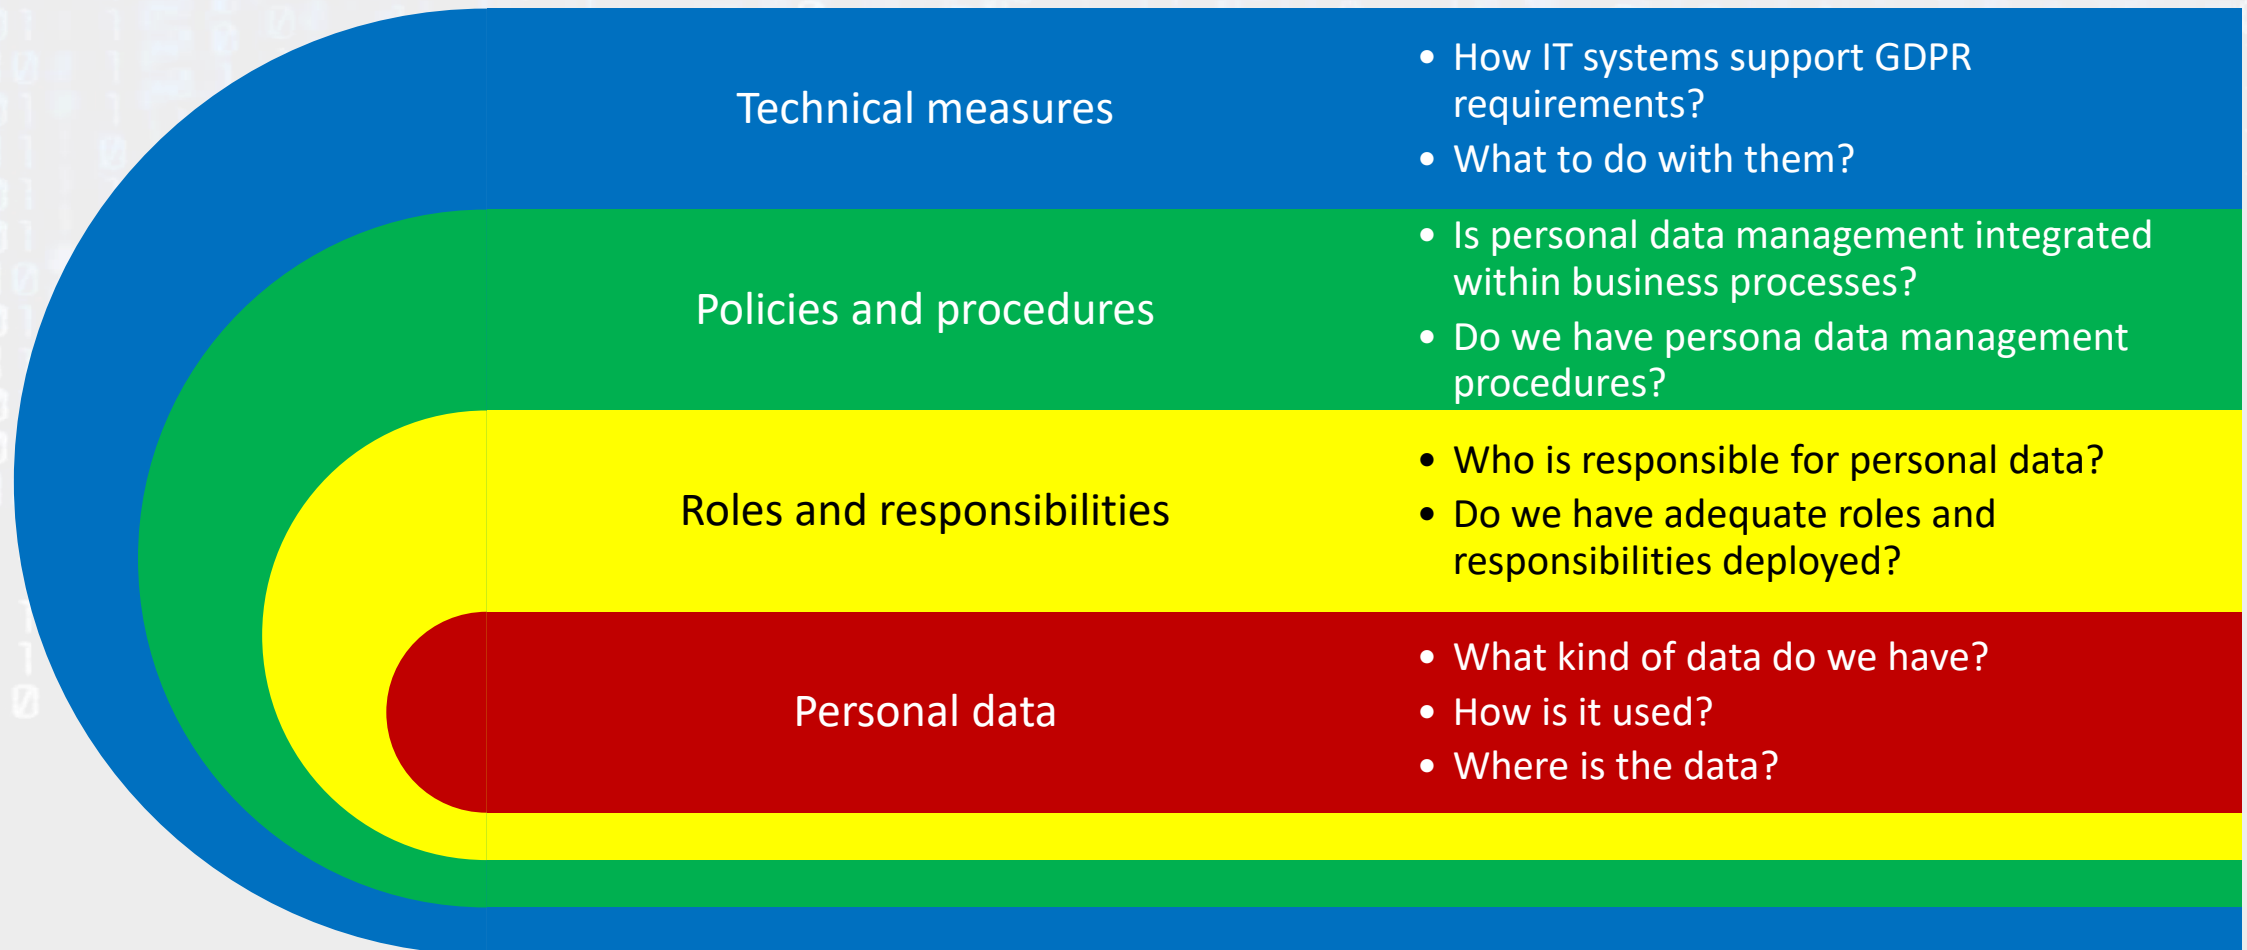 Technical measures
• How IT systems support GDPR
requirements?
• What to do with them?
Policies and procedures
• Is personal data management integrated
within business processes?
• Do we have persona data management
procedures?
Roles and responsibilities
• Who is responsible for personal data?
• Do we have adequate roles and
responsibilities deployed?
Personal data
• What kind of data do we have?
• How is it used?
• Where is the data?